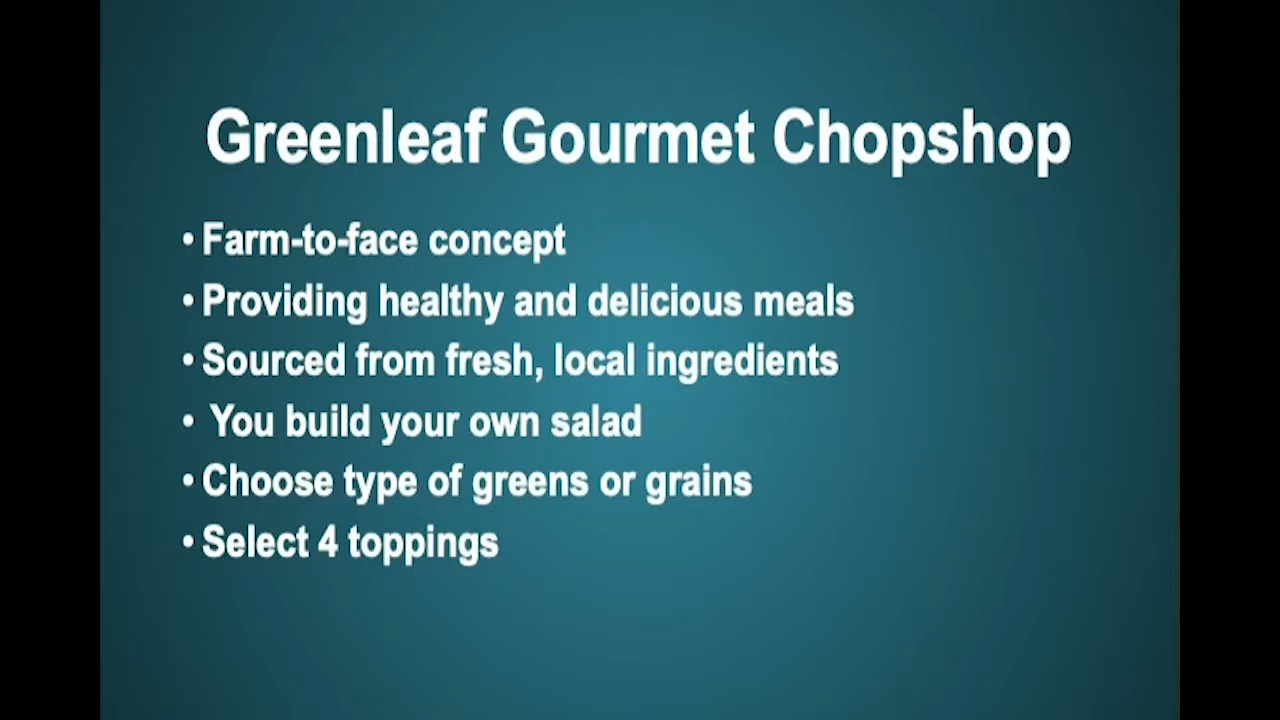 Greenleaf Gourmet Chopshop
• Farm-to-face concept
• Providing healthy and delicious meals
• Sourced from fresh, local ingredients
• You build your own salad
• Choose type of greens or grains
• Select 4 toppings